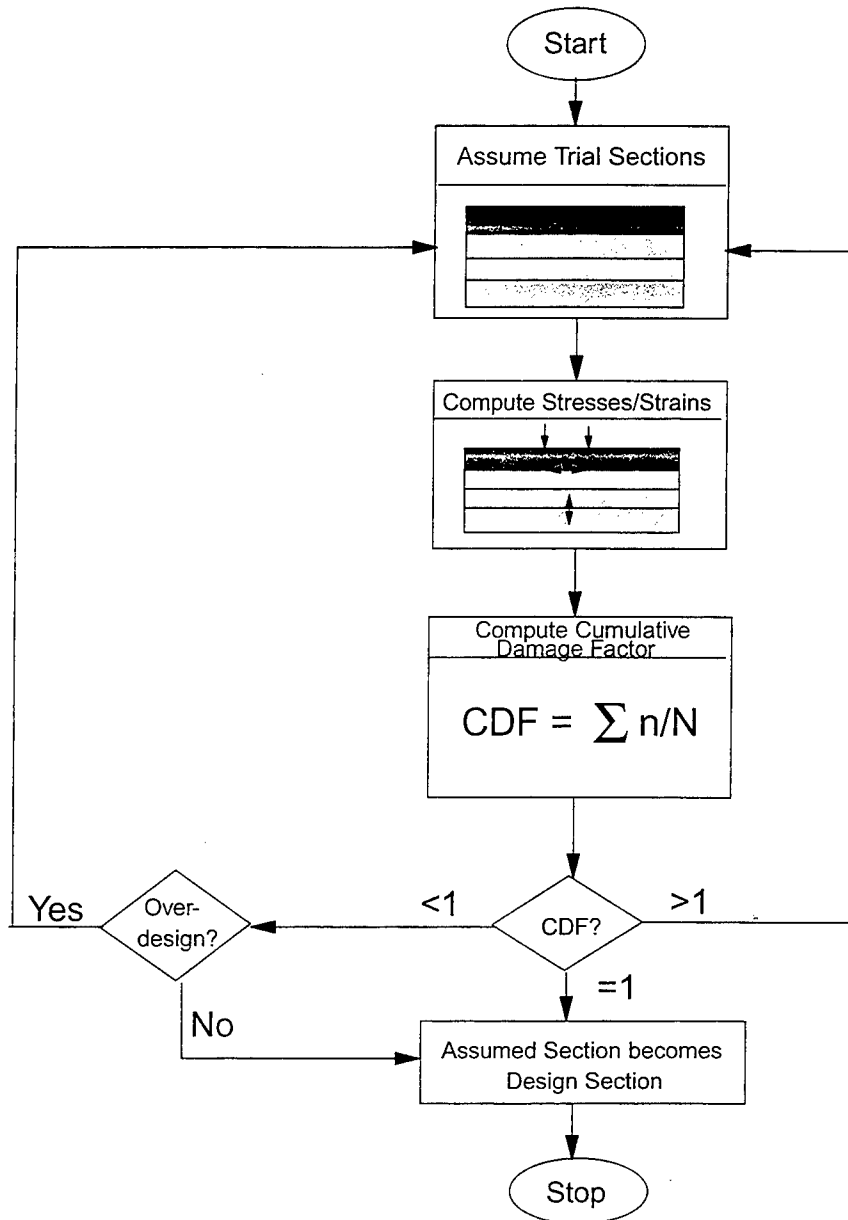 Start
Assume Trial Sections
Compute Stresses/Strains
Compute Cumulative
Damage Factor
CDF = ∑ n/N
CDF?
<1
>1
=1
Over-
design?
Yes
No
Assumed Section becomes
Design Section
Stop